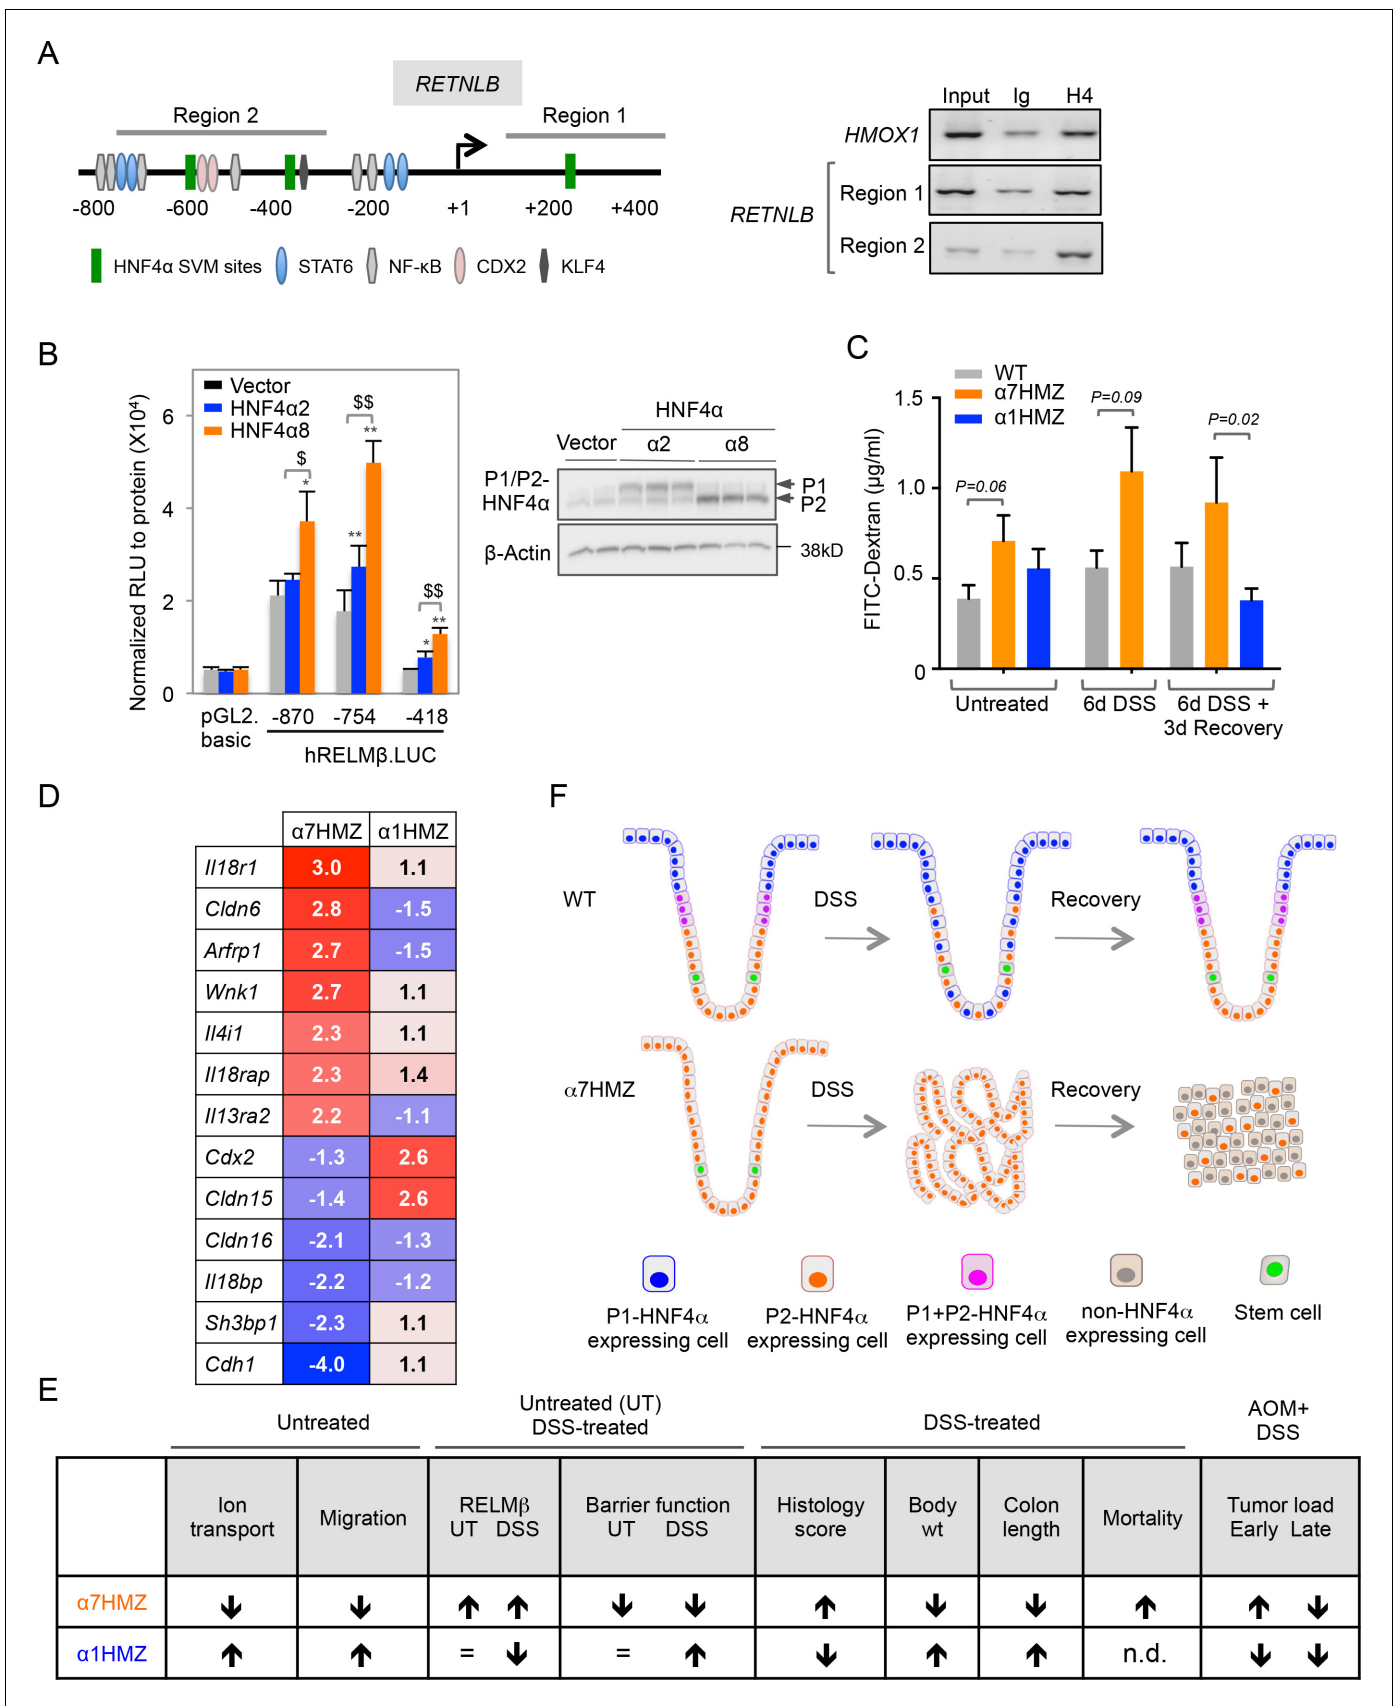 A
RETNLB
Region 2
Region 1
-800 -600 -400 -200 +1 +200 +400
HNF4α SVM sites STAT6 NF-κB CDX2 KLF4
Input Ig H4
HMOX1
RETNLB
Region 1
Region 2
B
Normalized RLU to protein (X10⁴)
6
4
2
0
Vector
HNF4α2
HNF4α8
$
*
$$
**
**
$$
*
**
pGL2.
basic
-870 -754 -418
hRELMβ.LUC
HNF4α
Vector α2 α8
P1/P2-
HNF4α
P1
P2
β-Actin
38kD
C
WT
α7HMZ
α1HMZ
FITC-Dextran (µg/ml)
1.5
1.0
0.5
0
P=0.06
P=0.09
P=0.02
Untreated
6d DSS
6d DSS +
3d Recovery
D
α7HMZ α1HMZ
Il18r1 3.0 1.1
Cldn6 2.8 -1.5
Arfrp1 2.7 -1.5
Wnk1 2.7 1.1
Il4i1 2.3 1.1
Il18rap 2.3 1.4
Il13ra2 2.2 -1.1
Cdx2 -1.3 2.6
Cldn15 -1.4 2.6
Cldn16 -2.1 -1.3
Il18bp -2.2 -1.2
Sh3bp1 -2.3 1.1
Cdh1 -4.0 1.1
F
WT
DSS
Recovery
α7HMZ
DSS
Recovery
P1-HNF4α
expressing cell
P2-HNF4α
expressing cell
P1+P2-HNF4α
expressing cell
non-HNF4α
expressing cell
Stem cell
E
Untreated
Untreated (UT)
DSS-treated
DSS-treated
AOM+
DSS
Ion
transport
Migration
RELMβ
UT DSS
Barrier function
UT DSS
Histology
score
Body
wt
Colon
length
Mortality
Tumor load
Early Late
α7HMZ ↓ ↓ ↑ ↑ ↓ ↓ ↑ ↓ ↓ ↑ ↑ ↓
α1HMZ ↑ ↑ = ↓ = ↑ ↓ ↑ ↑ n.d. ↓ ↓